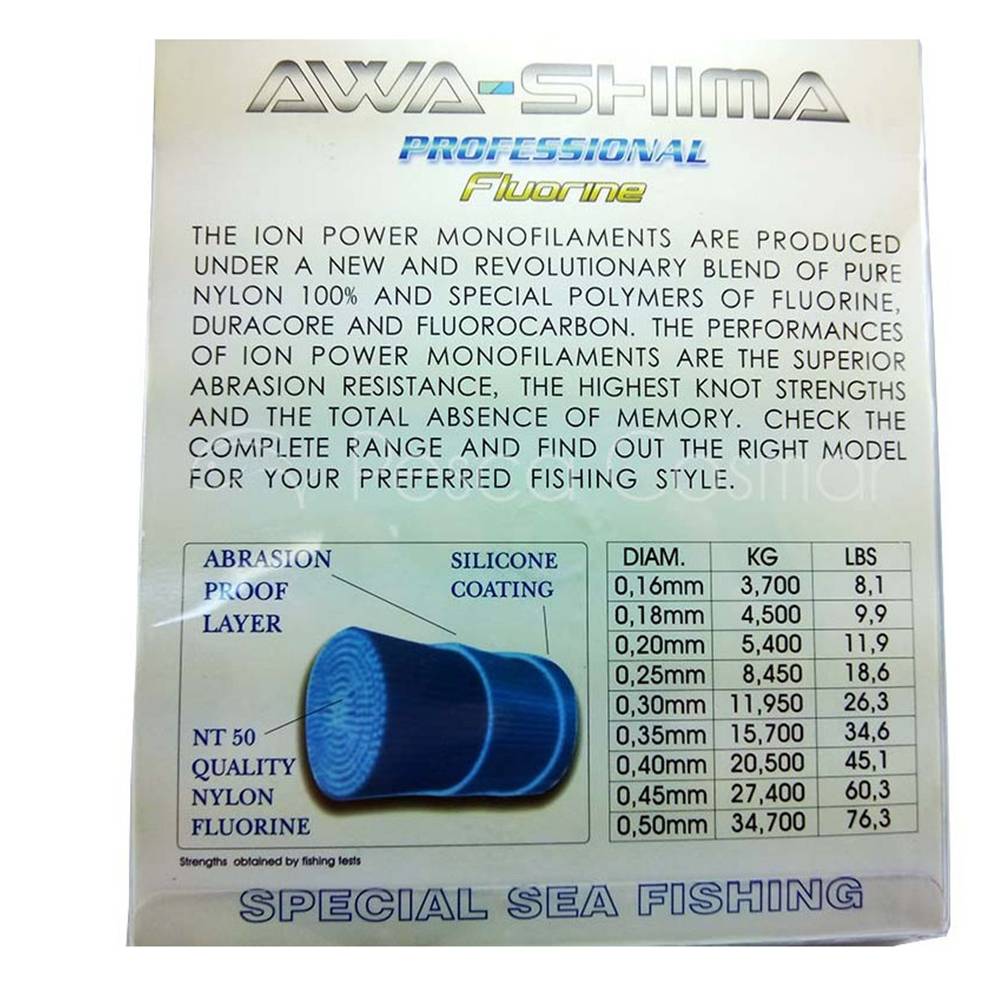 AWA-SHIMA
PROFESSIONAL
Fluorine
THE ION POWER MONOFILAMENTS ARE PRODUCED
UNDER A NEW AND REVOLUTIONARY BLEND OF PURE
NYLON 100% AND SPECIAL POLYMERS OF FLUORINE,
DURACORE AND FLUOROCARBON. THE PERFORMANCES
OF ION POWER MONOFILAMENTS ARE THE SUPERIOR
ABRASION RESISTANCE, THE HIGHEST KNOT STRENGTHS
AND THE TOTAL ABSENCE OF MEMORY. CHECK THE
COMPLETE RANGE AND FIND OUT THE RIGHT MODEL
FOR YOUR PREFERRED FISHING STYLE.
Pesca Cosmar
ABRASION
PROOF
LAYER
SILICONE
COATING
NT 50
QUALITY
NYLON
FLUORINE
DIAM. KG LBS
0,16mm 3,700 8,1
0,18mm 4,500 9,9
0,20mm 5,400 11,9
0,25mm 8,450 18,6
0,30mm 11,950 26,3
0,35mm 15,700 34,6
0,40mm 20,500 45,1
0,45mm 27,400 60,3
0,50mm 34,700 76,3
Strengths obtained by fishing tests
SPECIAL SEA FISHING